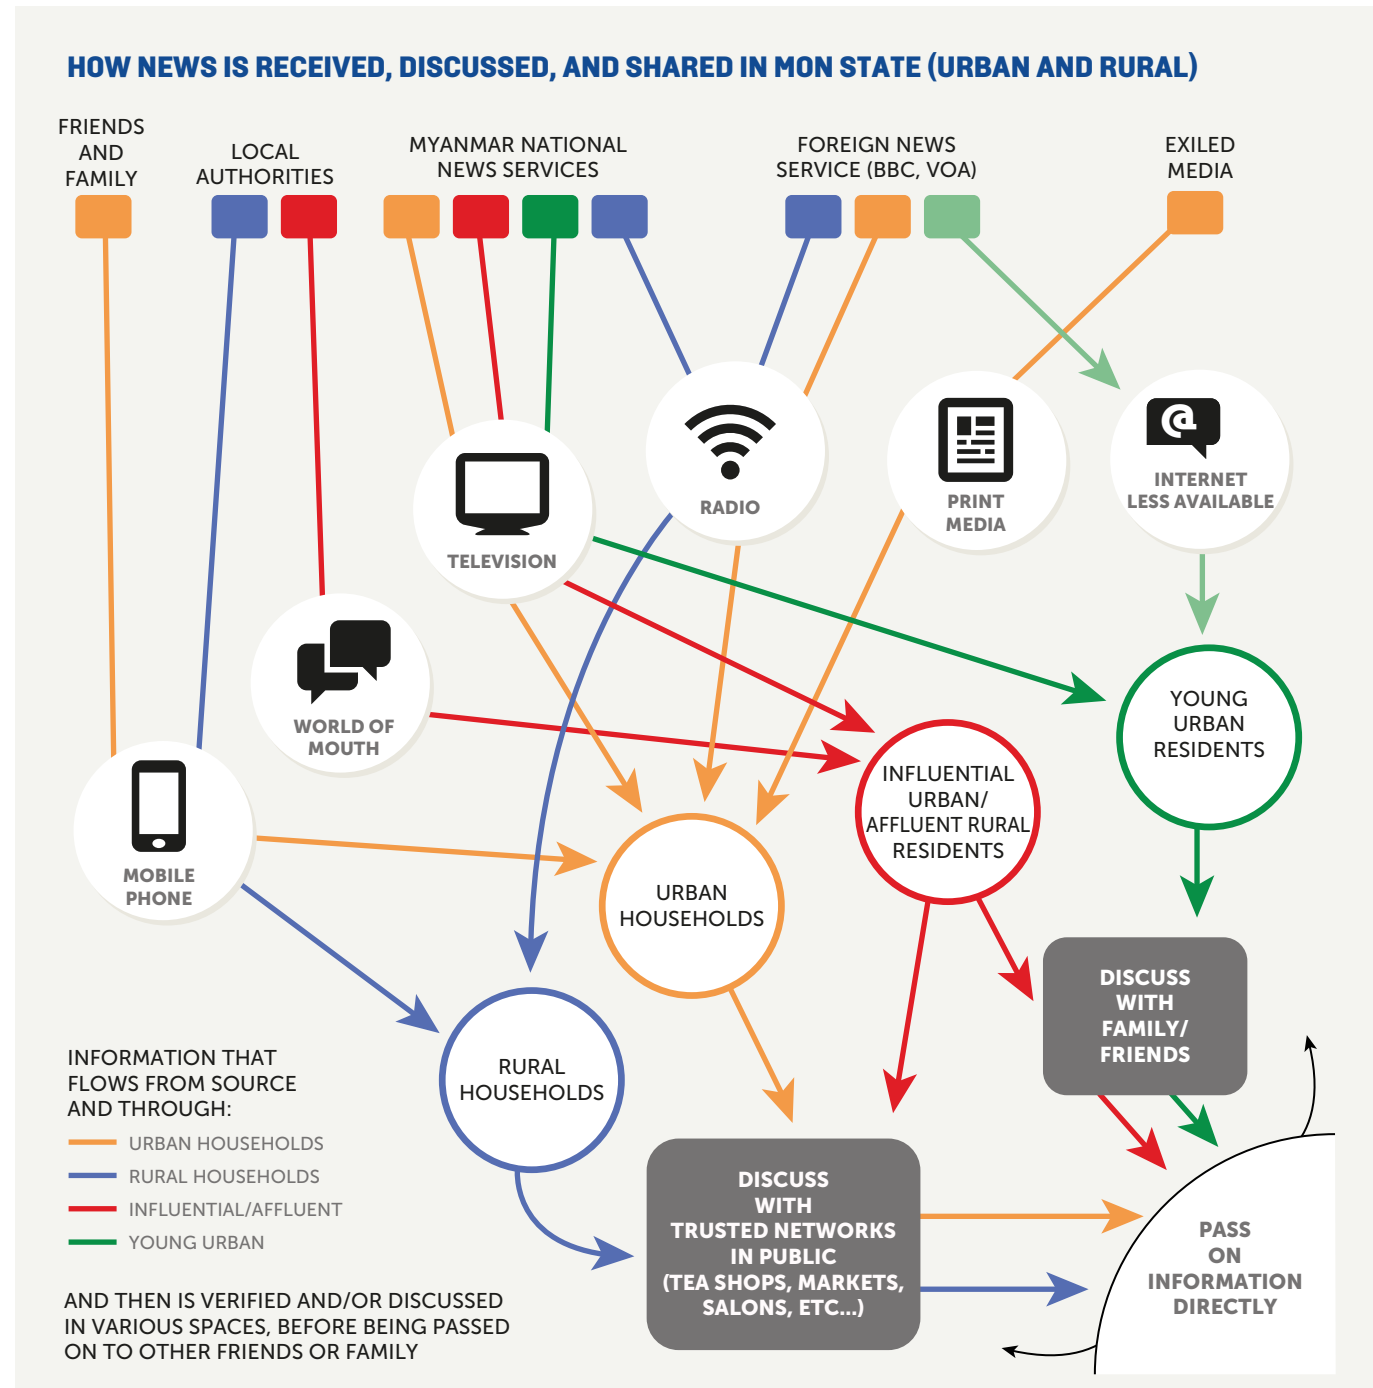 HOW NEWS IS RECEIVED, DISCUSSED, AND SHARED IN MON STATE (URBAN AND RURAL)
FRIENDS
AND
FAMILY
LOCAL
AUTHORITIES
MYANMAR NATIONAL
NEWS SERVICES
FOREIGN NEWS
SERVICE (BBC, VOA)
EXILED
MEDIA
RADIO
PRINT
MEDIA
@
INTERNET
LESS AVAILABLE
TELEVISION
WORLD OF
MOUTH
MOBILE
PHONE
YOUNG
URBAN
RESIDENTS
INFLUENTIAL
URBAN/
AFFLUENT RURAL
RESIDENTS
URBAN
HOUSEHOLDS
RURAL
HOUSEHOLDS
DISCUSS
WITH
FAMILY/
FRIENDS
DISCUSS
WITH
TRUSTED NETWORKS
IN PUBLIC
(TEA SHOPS, MARKETS,
SALONS, ETC...)
PASS
ON
INFORMATION
DIRECTLY
INFORMATION THAT
FLOWS FROM SOURCE
AND THROUGH:
URBAN HOUSEHOLDS
RURAL HOUSEHOLDS
INFLUENTIAL/AFFLUENT
YOUNG URBAN
AND THEN IS VERIFIED AND/OR DISCUSSED
IN VARIOUS SPACES, BEFORE BEING PASSED
ON TO OTHER FRIENDS OR FAMILY